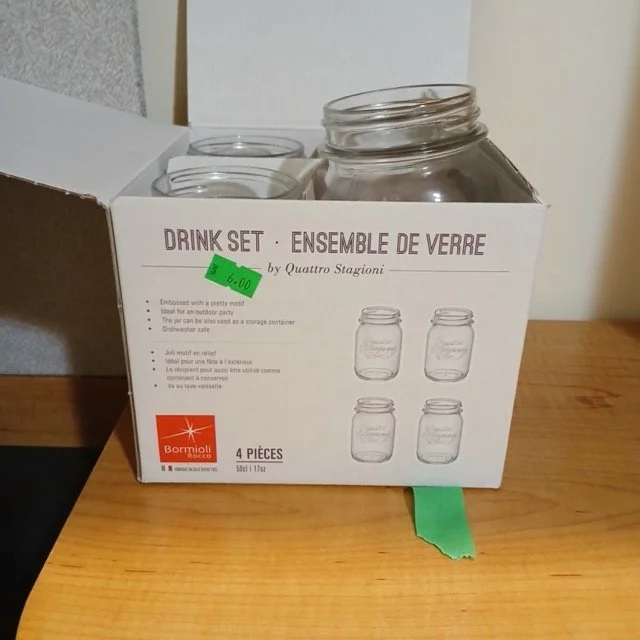 DRINK SET · ENSEMBLE DE VERRE
by Quattro Stagioni
$ 6.00
• Embossed with a pretty motif
• Ideal for an outdoor party
• The jar can be also used as a storage container
• Dishwasher safe
• Joli motif en relief
• Idéal pour une fête à l'extérieur
• Le récipient peut aussi être utilisé comme
contenant à conserves
• Va au lave-vaisselle
Bormioli
Rocco
4 PIÈCES
50cl | 17oz